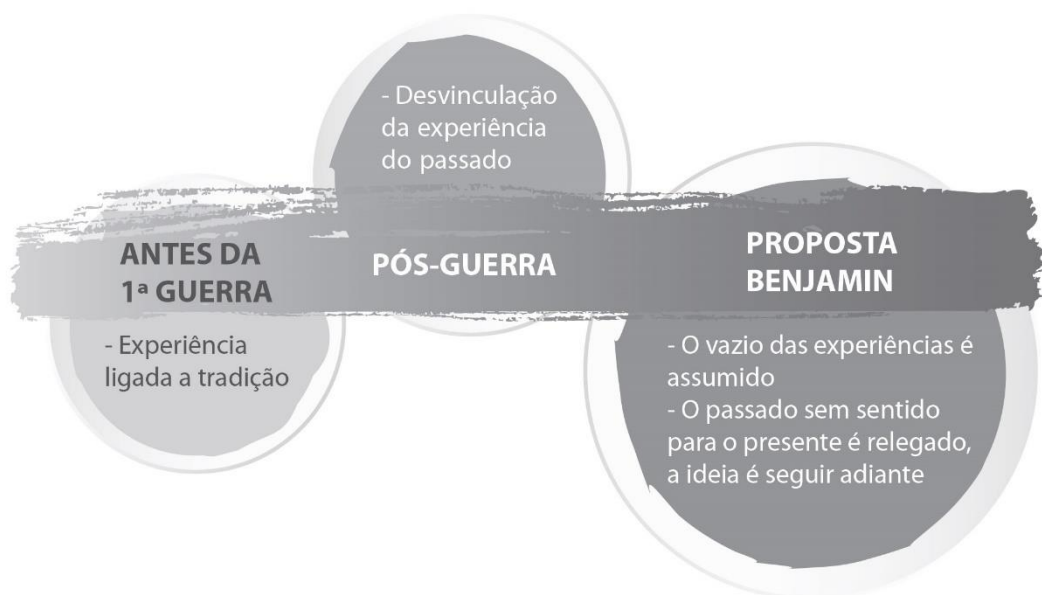 ANTES DA
1ª GUERRA
- Experiência
ligada a tradição
- Desvinculação
da experiência
do passado
PÓS-GUERRA
PROPOSTA
BENJAMIN
- O vazio das experiências é
assumido
- O passado sem sentido
para o presente é relegado,
a ideia é seguir adiante